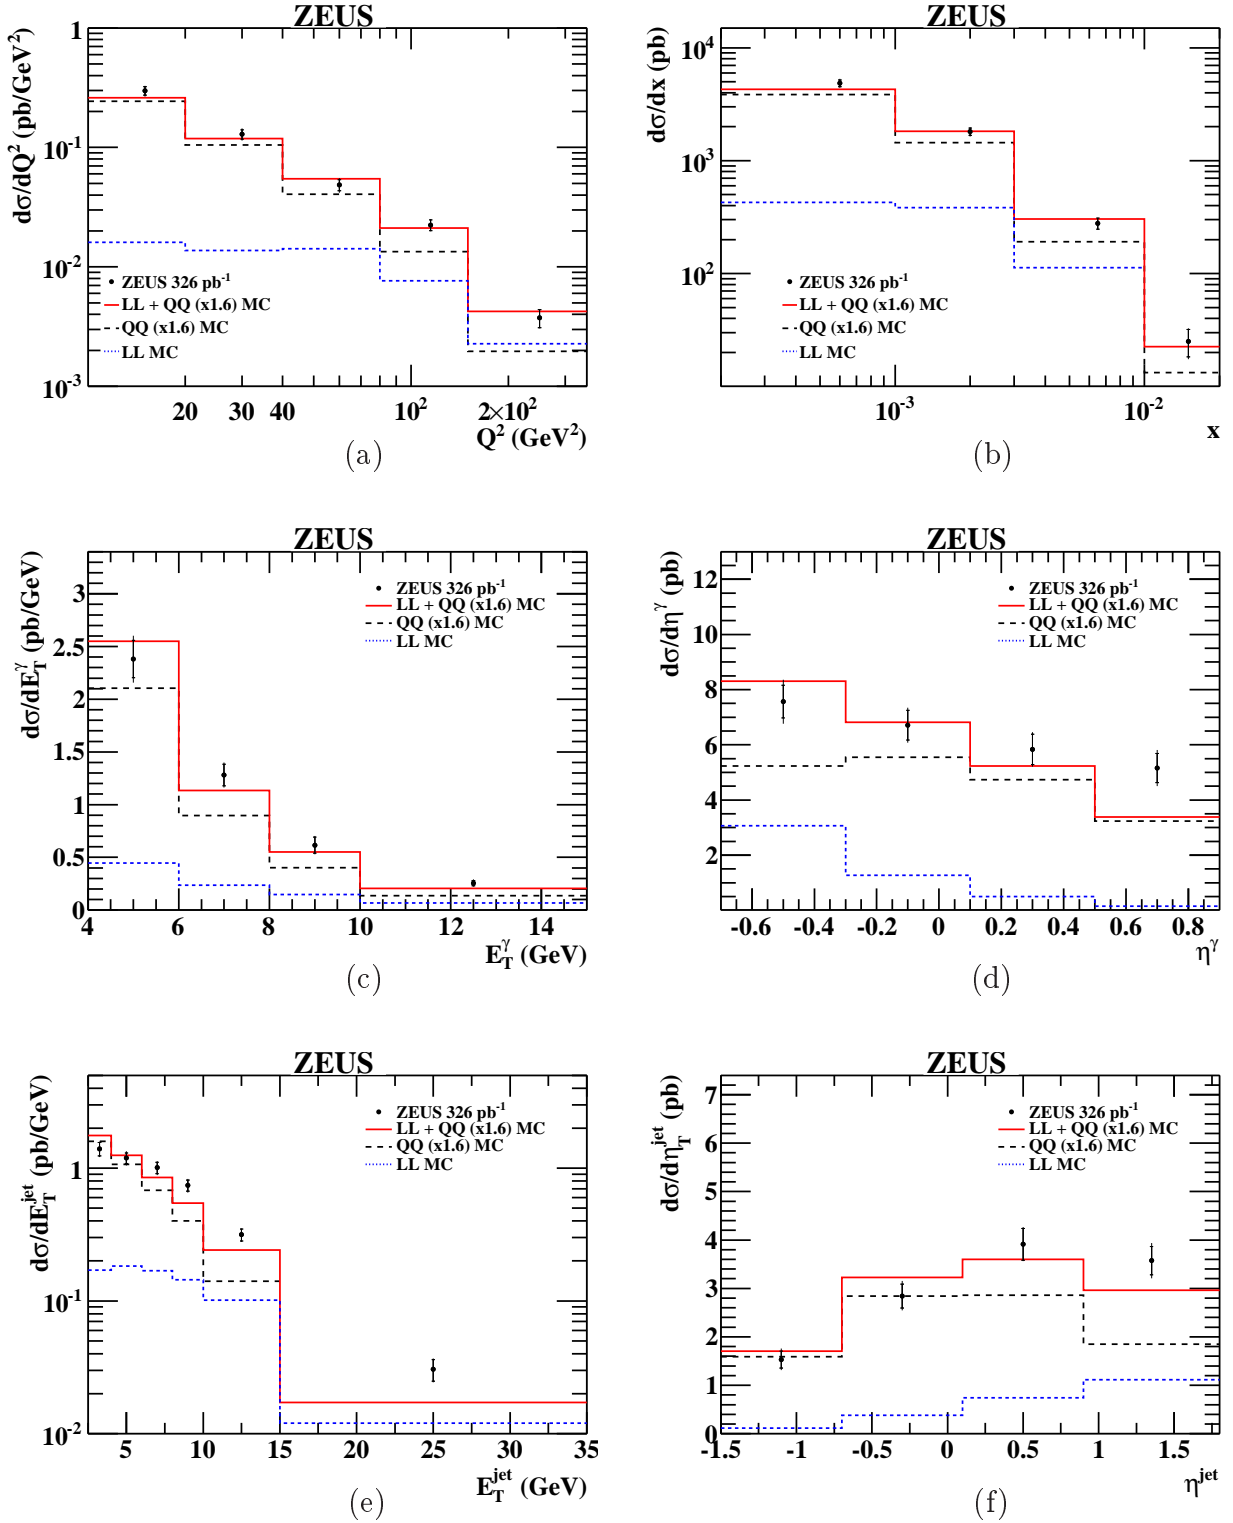 ZEUS
dσ/dQ² (pb/GeV²)
1
10⁻¹
10⁻²
10⁻³
ZEUS 326 pb⁻¹
LL + QQ (x1.6) MC
QQ (x1.6) MC
LL MC
20 30 40 10² 2×10²
Q² (GeV²)
(a)
ZEUS
dσ/dx (pb)
10⁴
10³
10²
ZEUS 326 pb⁻¹
LL + QQ (x1.6) MC
QQ (x1.6) MC
LL MC
10⁻³ 10⁻²
x
(b)
ZEUS
dσ/dE_T^γ (pb/GeV)
3
2.5
2
1.5
1
0.5
0
ZEUS 326 pb⁻¹
LL + QQ (x1.6) MC
QQ (x1.6) MC
LL MC
4 6 8 10 12 14
E_T^γ (GeV)
(c)
ZEUS
dσ/dη^γ (pb)
12
10
8
6
4
2
ZEUS 326 pb⁻¹
LL + QQ (x1.6) MC
QQ (x1.6) MC
LL MC
-0.6 -0.4 -0.2 0 0.2 0.4 0.6 0.8
η^γ
(d)
ZEUS
dσ/dE_T^jet (pb/GeV)
1
10⁻¹
10⁻²
ZEUS 326 pb⁻¹
LL + QQ (x1.6) MC
QQ (x1.6) MC
LL MC
5 10 15 20 25 30 35
E_T^jet (GeV)
(e)
ZEUS
dσ/dη_T^jet (pb)
7
6
5
4
3
2
1
0
ZEUS 326 pb⁻¹
LL + QQ (x1.6) MC
QQ (x1.6) MC
LL MC
-1.5 -1 -0.5 0 0.5 1 1.5
η^jet
(f)